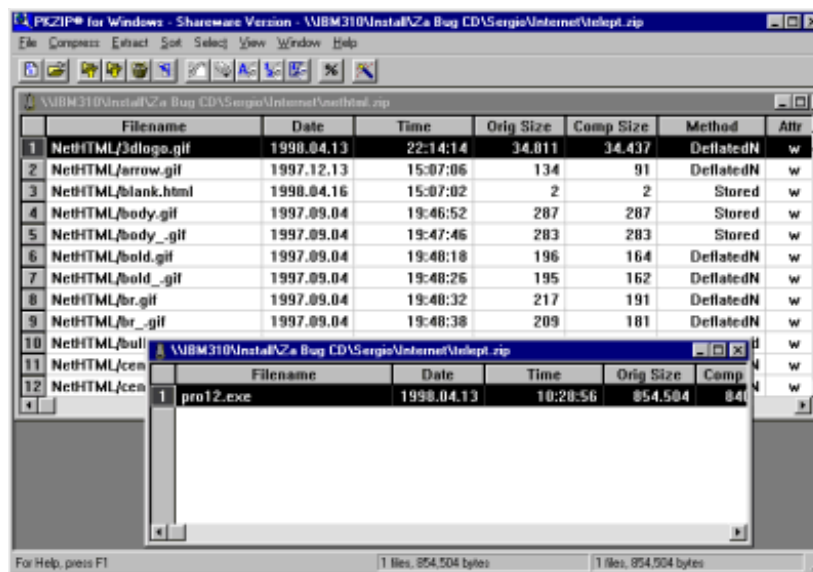 PKZIP® for Windows - Shareware Version - \\IBM310\Install\Za Bug CD\Sergio\Internet\telept.zip
File Compress Extract Sort Select View Window Help
\\IBM310\Install\Za Bug CD\Sergio\Internet\nethtml.zip
Filename Date Time Orig Size Comp Size Method Attr
1 NetHTML/3dlogo.gif 1998.04.13 22:14:14 34.811 34.437 DeflatedN w
2 NetHTML/arrow.gif 1997.12.13 15:07:06 134 91 DeflatedN w
3 NetHTML/blank.html 1998.04.16 15:07:02 2 2 Stored w
4 NetHTML/body.gif 1997.09.04 19:46:52 287 287 Stored w
5 NetHTML/body_.gif 1997.09.04 19:47:46 283 283 Stored w
6 NetHTML/bold.gif 1997.09.04 19:48:18 196 164 DeflatedN w
7 NetHTML/bold_.gif 1997.09.04 19:48:26 195 162 DeflatedN w
8 NetHTML/br.gif 1997.09.04 19:48:32 217 191 DeflatedN w
9 NetHTML/br_.gif 1997.09.04 19:48:38 209 181 DeflatedN w
10 NetHTML/bull d w
11 NetHTML/cen N w
12 NetHTML/cen N w
\\IBM310\Install\Za Bug CD\Sergio\Internet\telept.zip
Filename Date Time Orig Size Comp
1 pro12.exe 1998.04.13 10:28:56 854.504 840
For Help, press F1 1 files, 854,504 bytes 1 files, 854,504 bytes